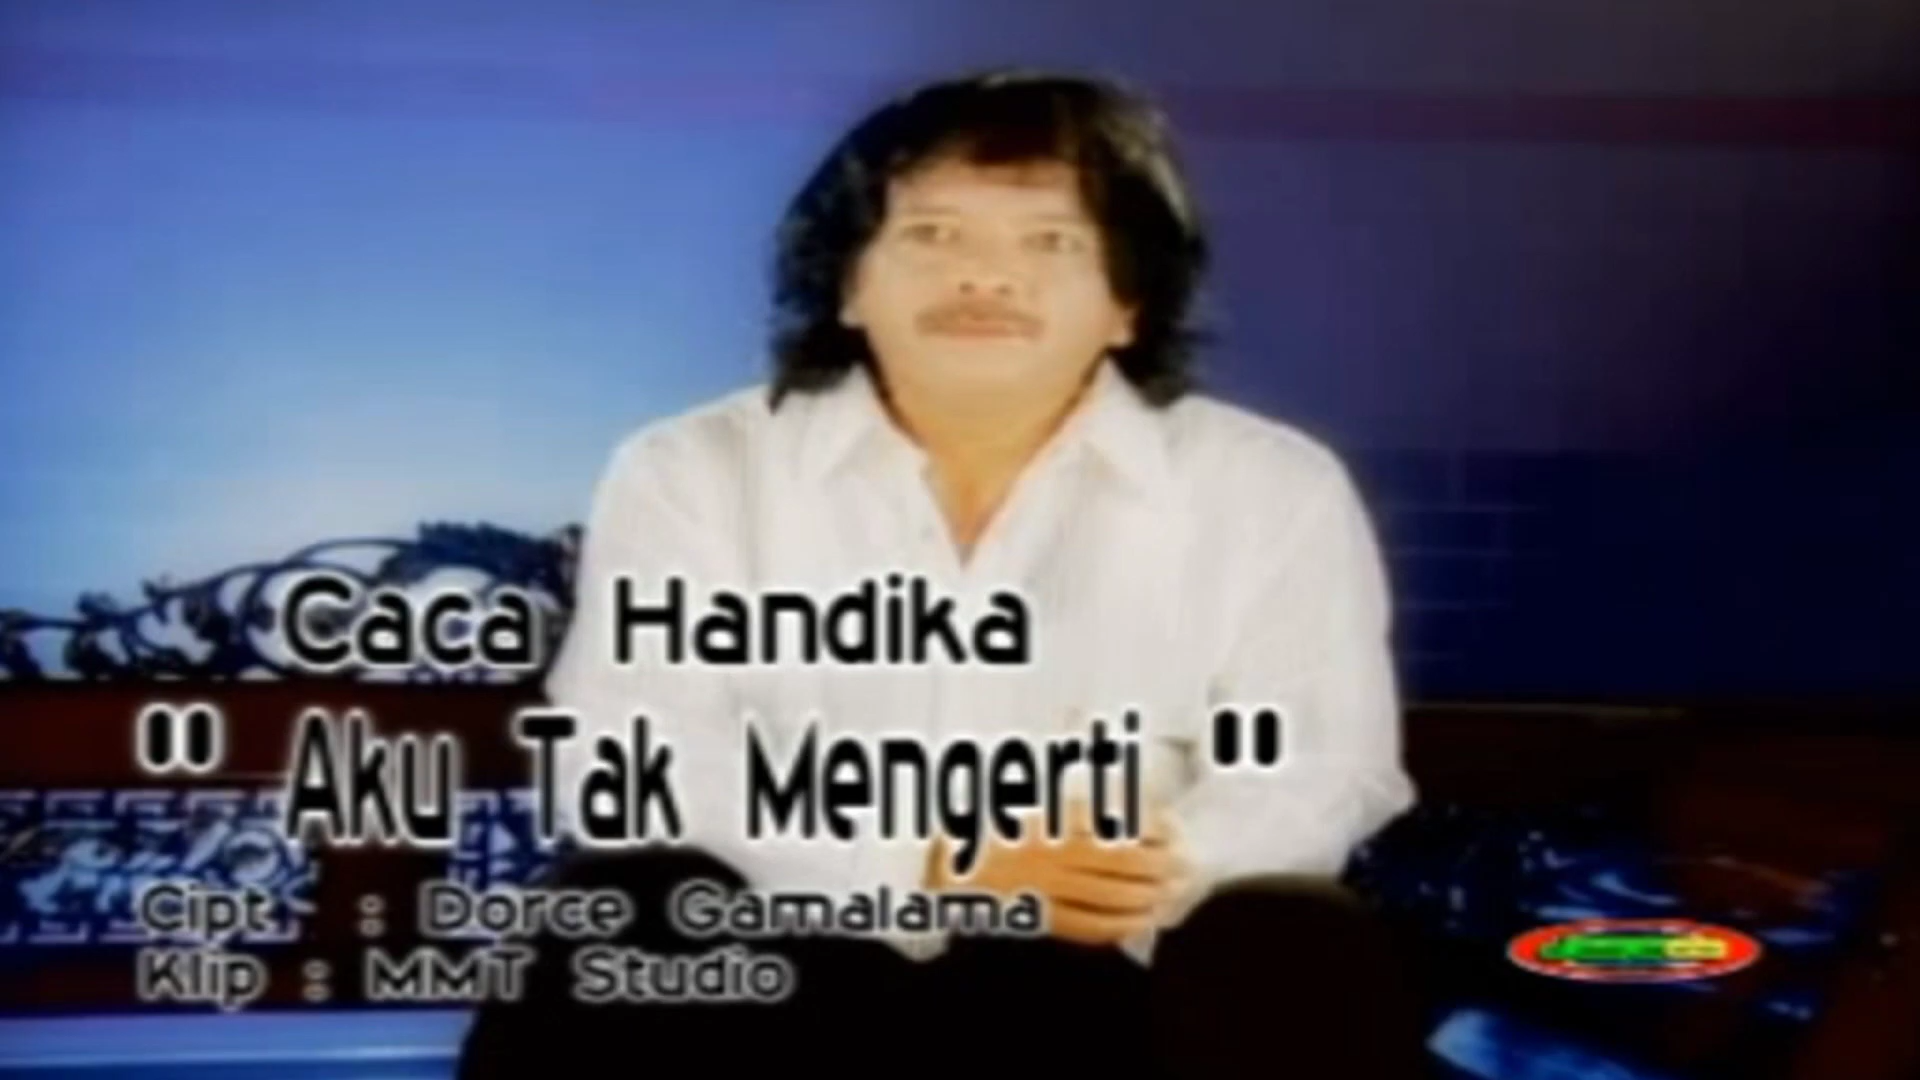 Caca Handika
" Aku Tak Mengerti "
Cipt : Dorce Gamalama
Klip : MMT Studio